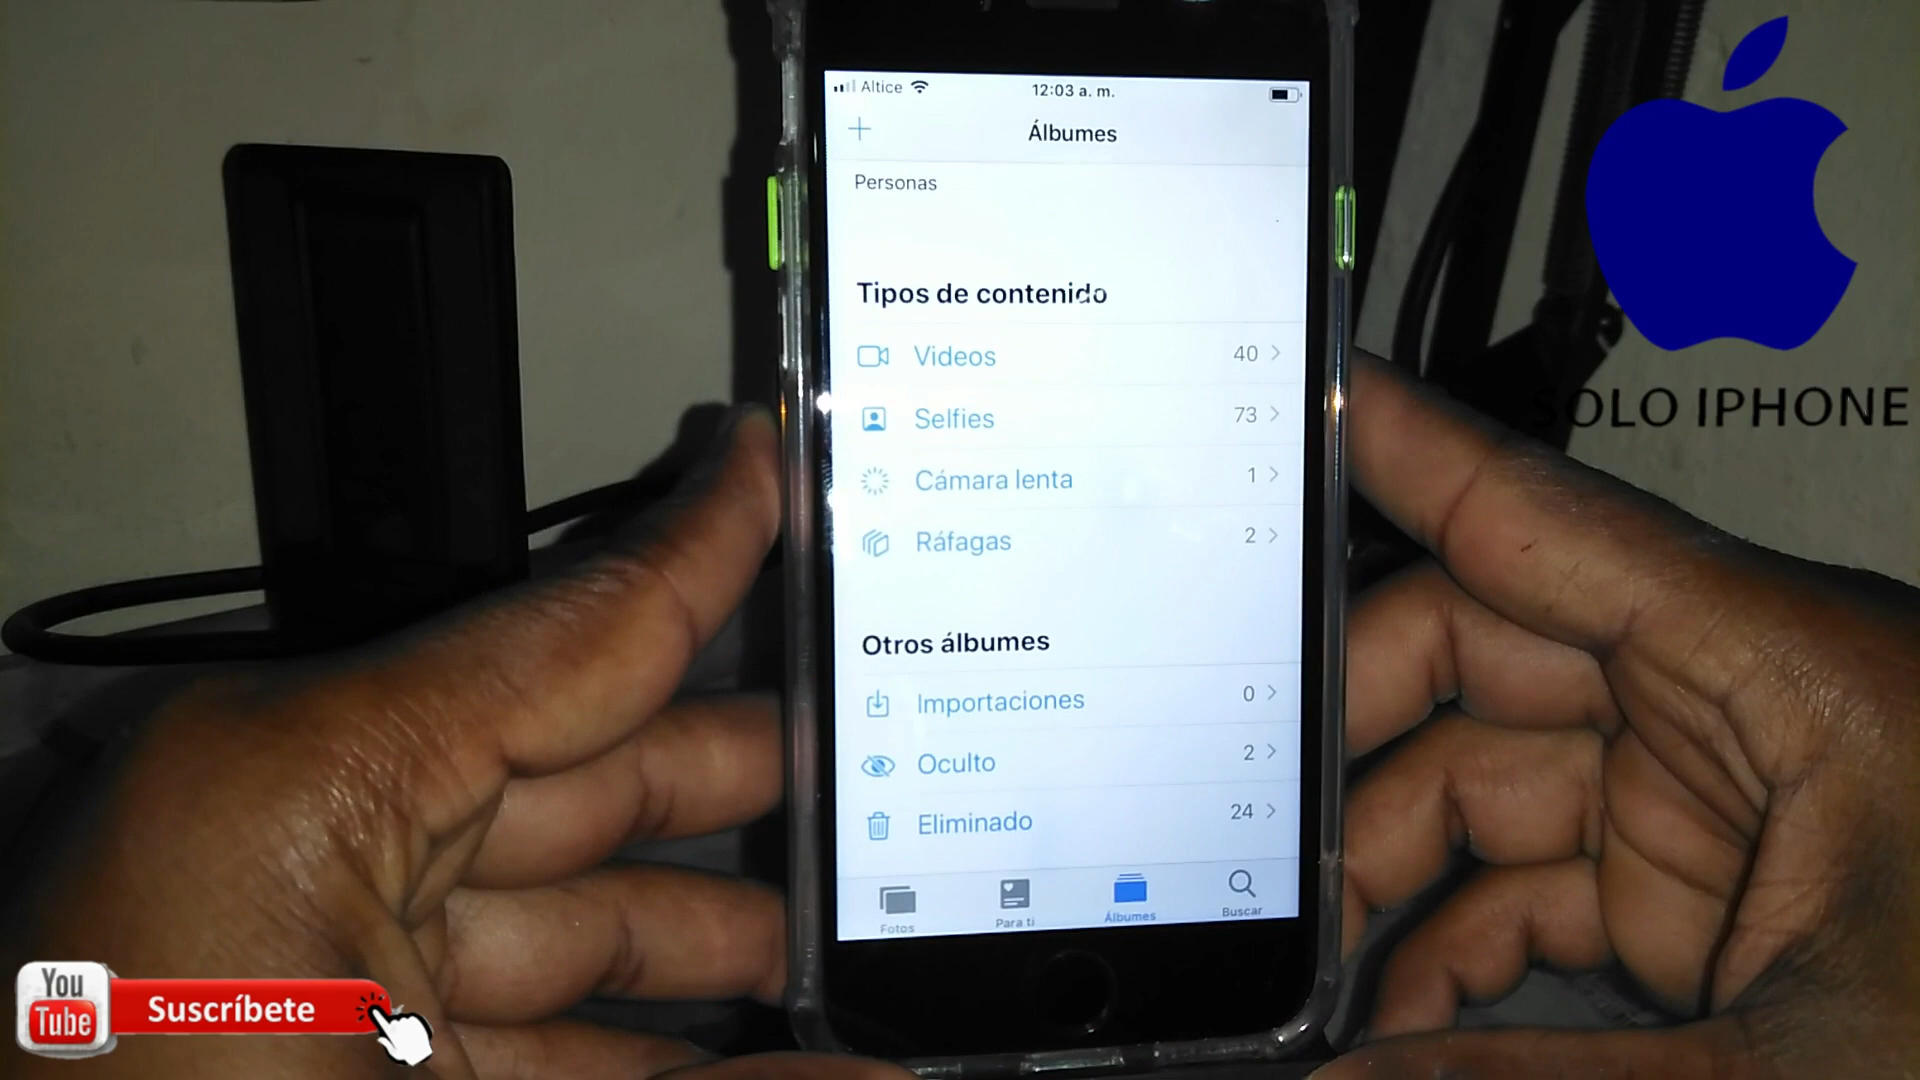 Altice
12:03 a. m.
Álbumes
Personas
Tipos de contenido
Videos 40
Selfies 73
Cámara lenta 1
Ráfagas 2
Otros álbumes
Importaciones 0
Oculto 2
Eliminado 24
Fotos
Para ti
Álbumes
Buscar
SOLO IPHONE
You
Tube
Suscríbete